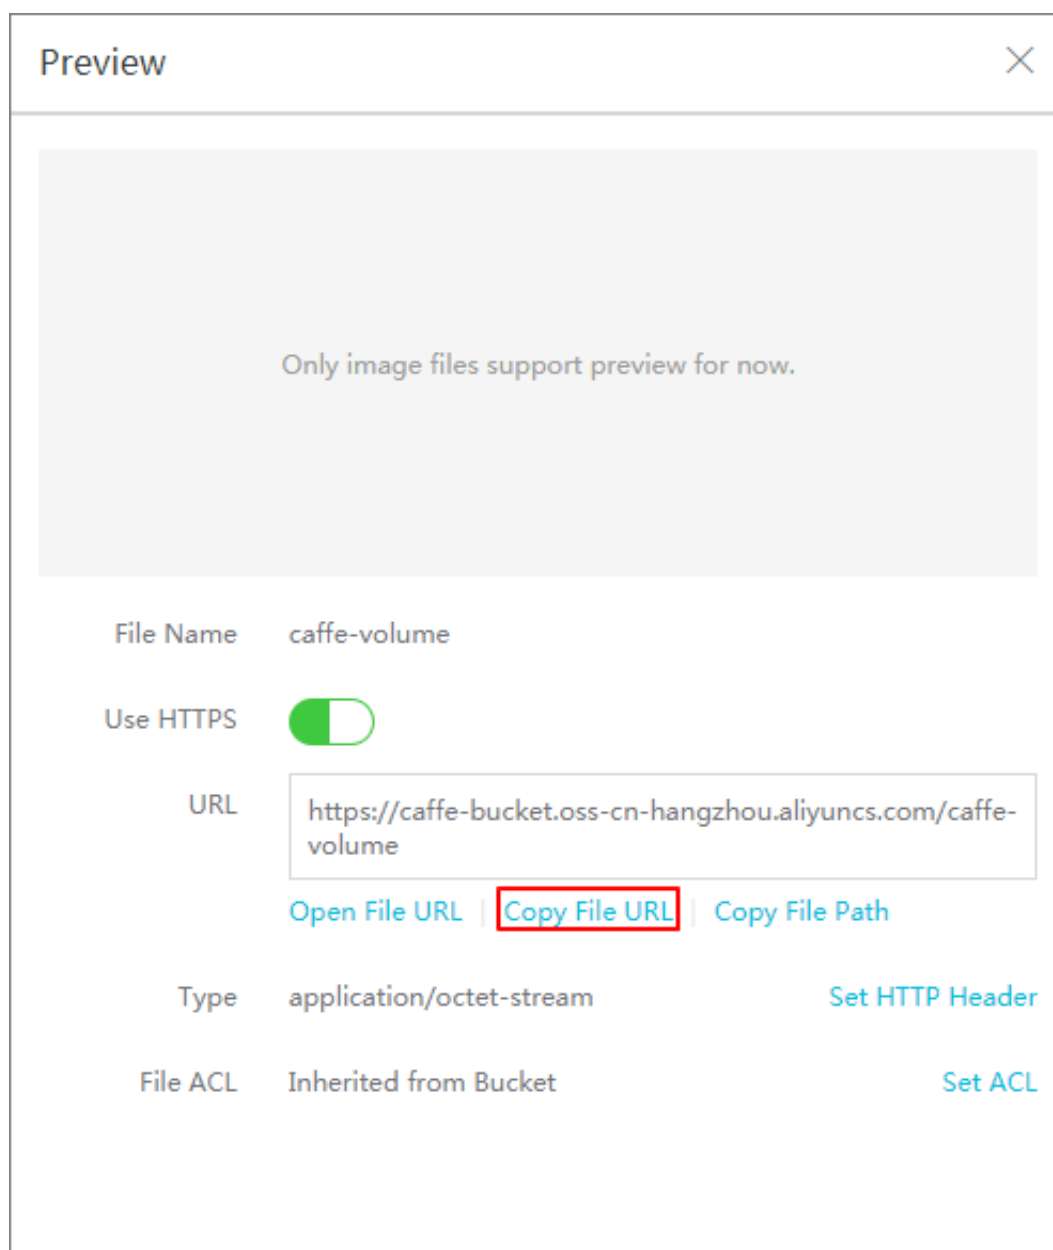 Preview
Only image files support preview for now.
File Name caffe-volume
Use HTTPS
URL https://caffe-bucket.oss-cn-hangzhou.aliyuncs.com/caffe-
volume
Open File URL | Copy File URL | Copy File Path
Type application/octet-stream Set HTTP Header
File ACL Inherited from Bucket Set ACL